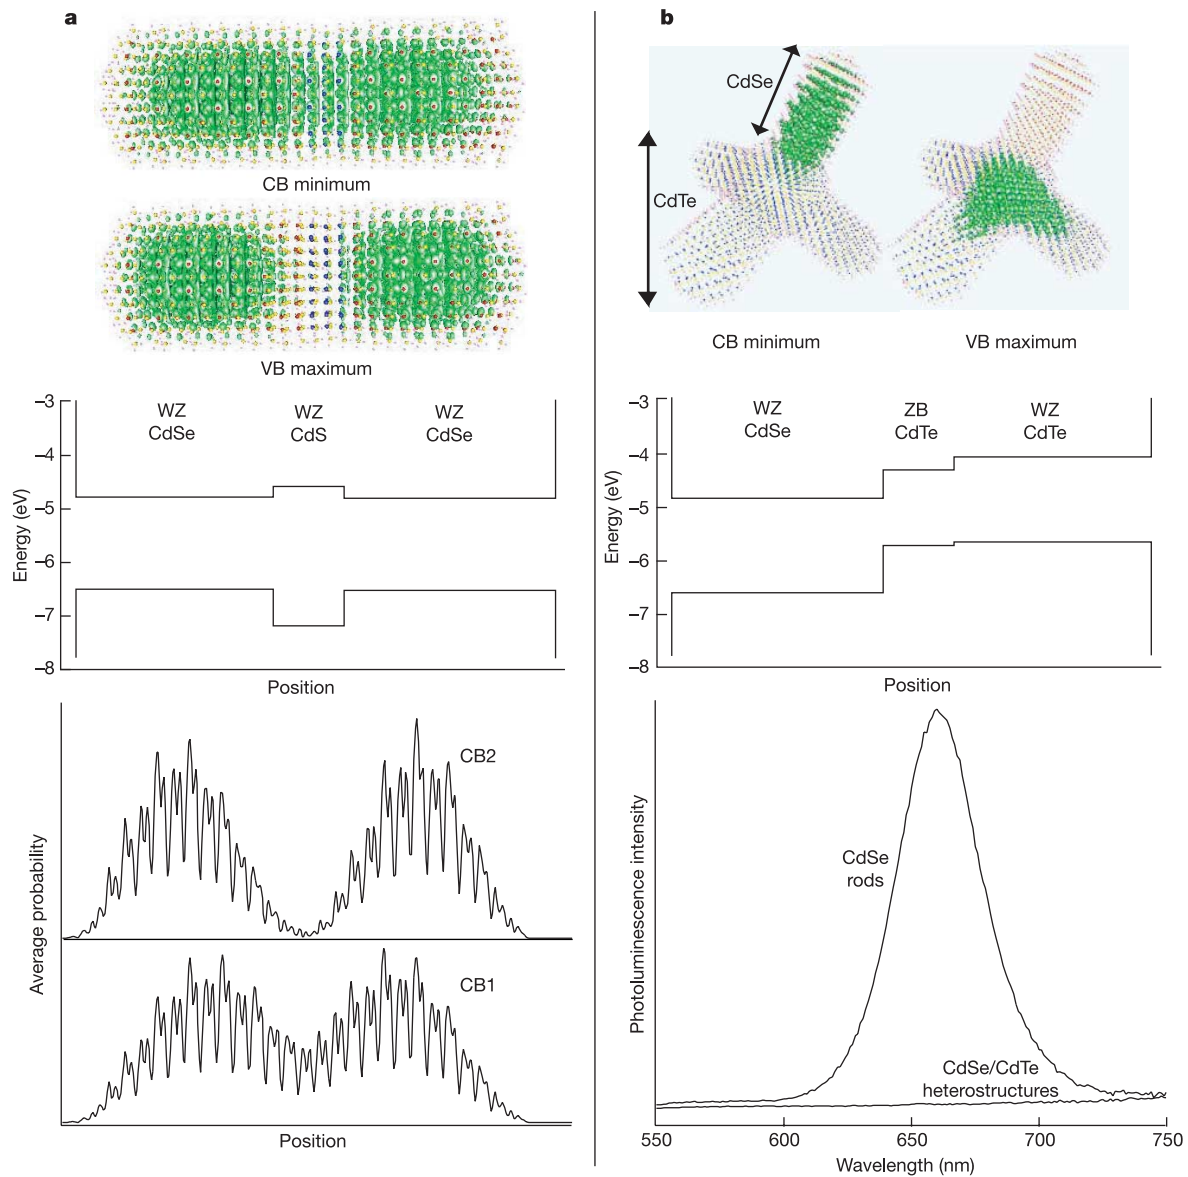 a
CB minimum
VB maximum
−3
−4
−5
−6
−7
−8
Energy (eV)
WZ
CdSe
WZ
CdS
WZ
CdSe
Position
Average probability
CB2
CB1
Position
b
CdSe
CdTe
CB minimum
VB maximum
−3
−4
−5
−6
−7
−8
Energy (eV)
WZ
CdSe
ZB
CdTe
WZ
CdTe
Position
Photoluminescence intensity
CdSe
rods
CdSe/CdTe
heterostructures
550
600
650
700
750
Wavelength (nm)